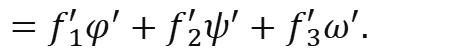 = f′₁φ′ + f′₂ψ′ + f′₃ω′.